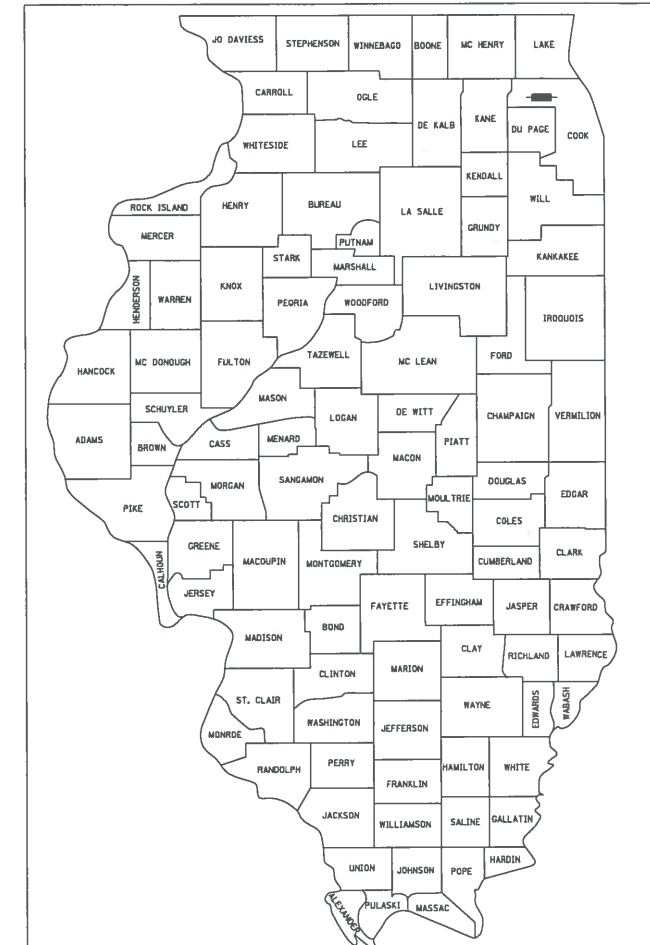 JO DAVIESS
STEPHENSON
WINNEBAGO
BOONE
MC HENRY
LAKE
CARROLL
OGLE
DE KALB
KANE
DU PAGE
COOK
WHITESIDE
LEE
KENDALL
WILL
ROCK ISLAND
HENRY
BUREAU
LA SALLE
GRUNDY
MERCER
PUTNAM
KANKAKEE
STARK
MARSHALL
HENDERSON
WARREN
KNOX
PEORIA
WOODFORD
LIVINGSTON
IROQUOIS
HANCOCK
MC DONOUGH
FULTON
TAZEWELL
MC LEAN
FORD
SCHUYLER
MASON
LOGAN
DE WITT
CHAMPAIGN
VERMILION
ADAMS
BROWN
CASS
MENARD
MACON
PIATT
PIKE
SCOTT
MORGAN
SANGAMON
CHRISTIAN
MOULTRIE
DOUGLAS
EDGAR
COLES
CALHOUN
GREENE
MACOUPIN
MONTGOMERY
SHELBY
CUMBERLAND
CLARK
JERSEY
FAYETTE
EFFINGHAM
JASPER
CRAWFORD
MADISON
BOND
CLAY
RICHLAND
LAWRENCE
CLINTON
MARION
ST. CLAIR
WAYNE
EDWARDS
WABASH
MONROE
WASHINGTON
JEFFERSON
RANDOLPH
PERRY
HAMILTON
WHITE
FRANKLIN
JACKSON
WILLIAMSON
SALINE
GALLATIN
UNION
JOHNSON
POPE
HARDIN
ALEXANDER
PULASKI
MASSAC